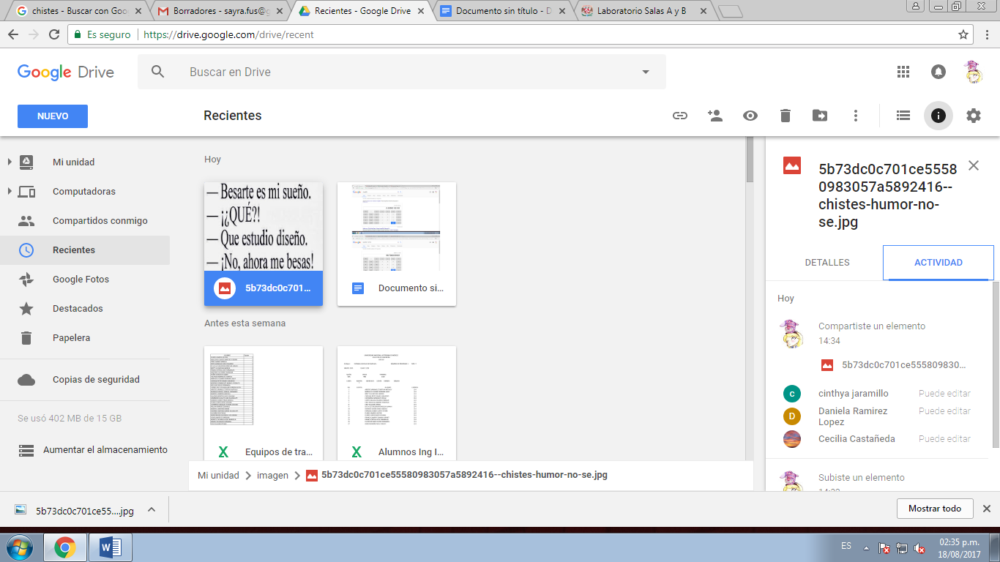 chistes - Buscar con Goo
Borradores - sayra.fus@g
Recientes - Google Drive
Documento sin título - D
Laboratorio Salas A y B
Es seguro
https://drive.google.com/drive/recent
Google Drive
Buscar en Drive
NUEVO
Recientes
Mi unidad
Computadoras
Compartidos conmigo
Recientes
Google Fotos
Destacados
Papelera
Copias de seguridad
Se usó 402 MB de 15 GB
Aumentar el almacenamiento
Hoy
— Besarte es mi sueño.
— ¡¿QUÉ?!
— Que estudio diseño.
— ¡No, ahora me besas!
5b73dc0c701...
Documento si...
Antes esta semana
Equipos de tra...
Alumnos Ing I...
Mi unidad
imagen
5b73dc0c701ce55580983057a5892416--chistes-humor-no-se.jpg
5b73dc0c701ce5558
0983057a5892416--
chistes-humor-no-
se.jpg
DETALLES
ACTIVIDAD
Hoy
Compartiste un elemento
14:34
5b73dc0c701ce555809830...
c
cinthya jaramillo
Puede editar
D
Daniela Ramirez
Lopez
Puede editar
Cecilia Castañeda
Puede editar
Subiste un elemento
5b73dc0c701ce55....jpg
Mostrar todo
ES
02:35 p.m.
18/08/2017